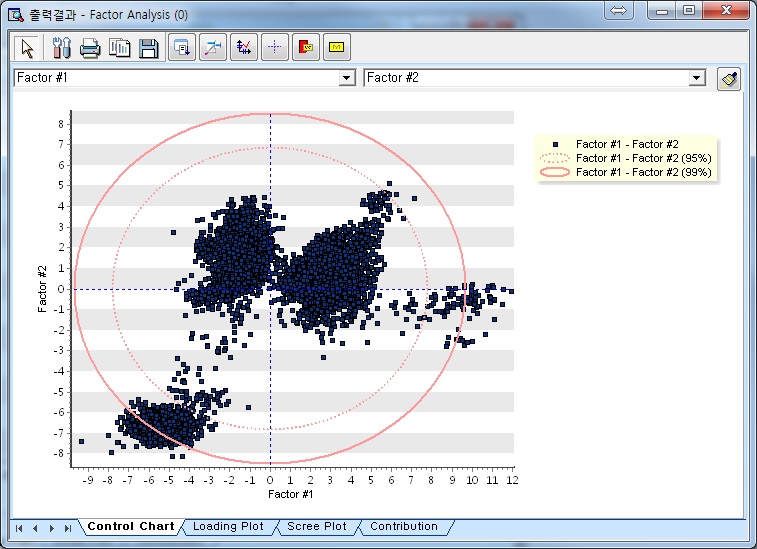 출력결과 - Factor Analysis (0)
Factor #1
Factor #2
Factor #1 - Factor #2
Factor #1 - Factor #2 (95%)
Factor #1 - Factor #2 (99%)
8
7
6
5
4
3
2
1
0
-1
-2
-3
-4
-5
-6
-7
-8
Factor #2
-9 -8 -7 -6 -5 -4 -3 -2 -1 0 1 2 3 4 5 6 7 8 9 10 11 12
Factor #1
Control Chart Loading Plot Scree Plot Contribution